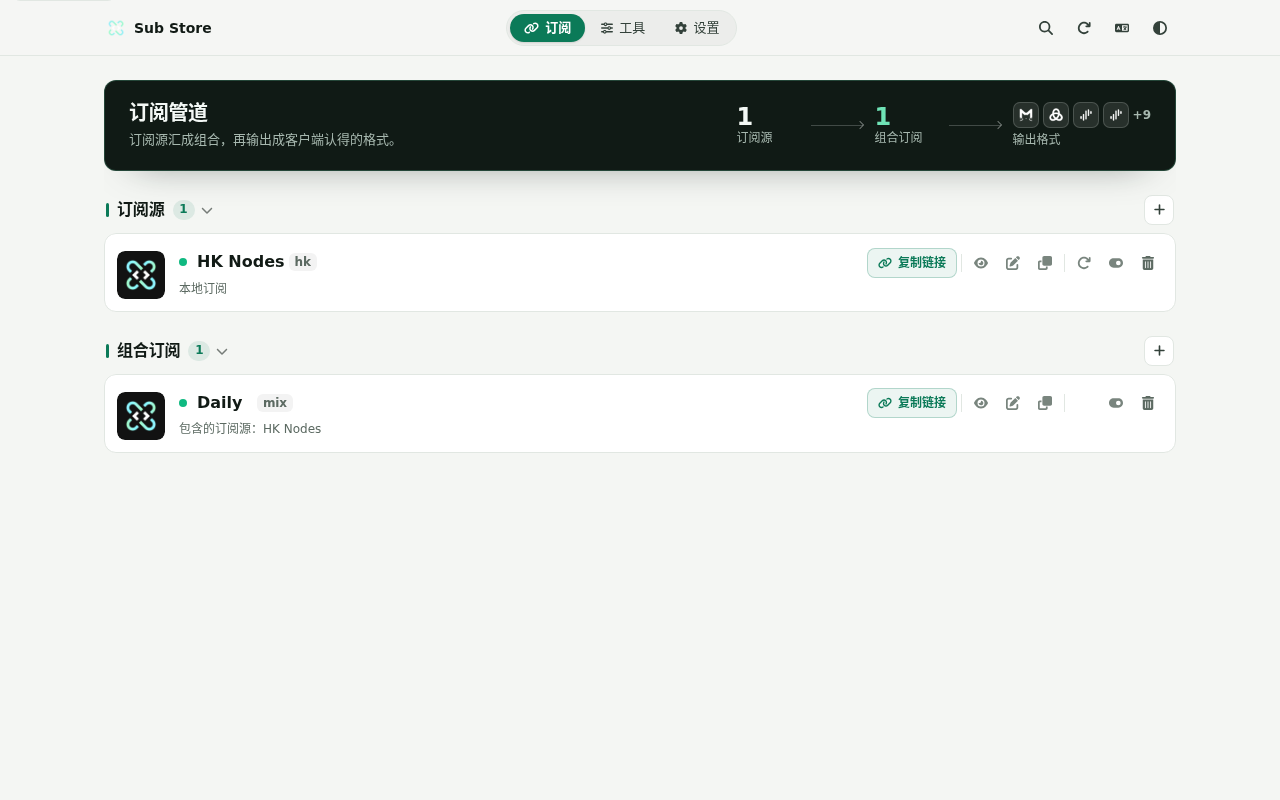 Sub Store
订阅
工具
设置
订阅管道
订阅源汇成组合，再输出成客户端认得的格式。
1
订阅源
1
组合订阅
+9
输出格式
订阅源 1
HK Nodes hk
复制链接
本地订阅
组合订阅 1
Daily mix
复制链接
包含的订阅源：HK Nodes